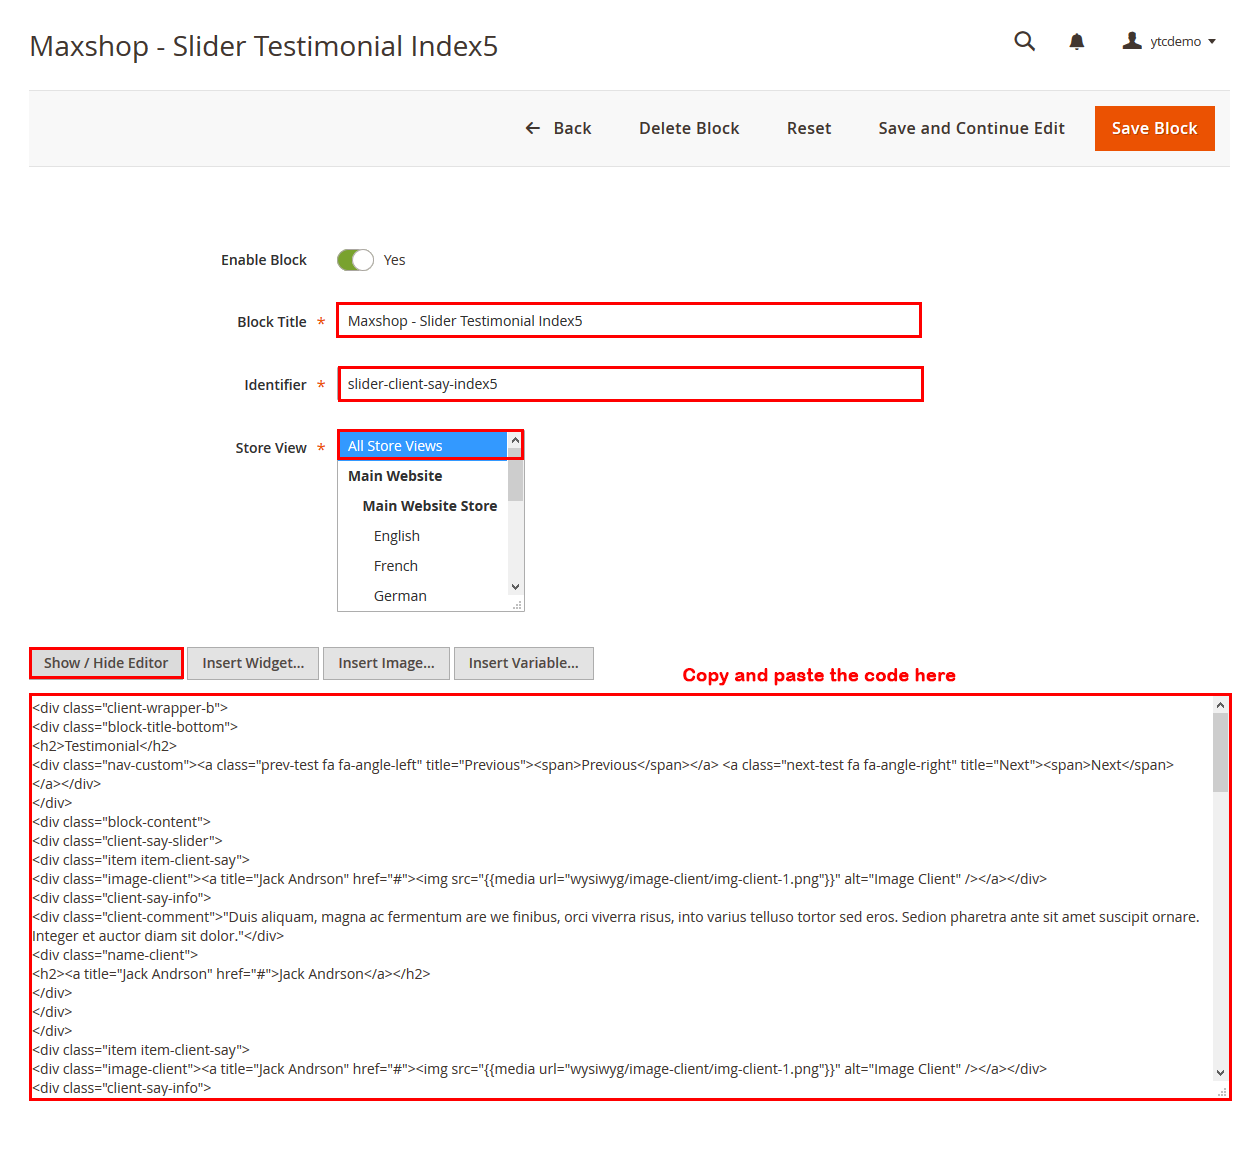 Maxshop - Slider Testimonial Index5
ytcdemo
Back Delete Block Reset Save and Continue Edit Save Block
Enable Block Yes
Block Title * Maxshop - Slider Testimonial Index5
Identifier * slider-client-say-index5
Store View * All Store Views
Main Website
Main Website Store
English
French
German
Show / Hide Editor Insert Widget... Insert Image... Insert Variable...
Copy and paste the code here
<div class="client-wrapper-b">
<div class="block-title-bottom">
<h2>Testimonial</h2>
<div class="nav-custom"><a class="prev-test fa fa-angle-left" title="Previous"><span>Previous</span></a> <a class="next-test fa fa-angle-right" title="Next"><span>Next</span>
</a></div>
</div>
<div class="block-content">
<div class="client-say-slider">
<div class="item item-client-say">
<div class="image-client"><a title="Jack Andrson" href="#"><img src="{{media url="wysiwyg/image-client/img-client-1.png"}}" alt="Image Client" /></a></div>
<div class="client-say-info">
<div class="client-comment">"Duis aliquam, magna ac fermentum are we finibus, orci viverra risus, into varius telluso tortor sed eros. Sedion pharetra ante sit amet suscipit ornare.
Integer et auctor diam sit dolor."</div>
<div class="name-client">
<h2><a title="Jack Andrson" href="#">Jack Andrson</a></h2>
</div>
</div>
</div>
<div class="item item-client-say">
<div class="image-client"><a title="Jack Andrson" href="#"><img src="{{media url="wysiwyg/image-client/img-client-1.png"}}" alt="Image Client" /></a></div>
<div class="client-say-info">